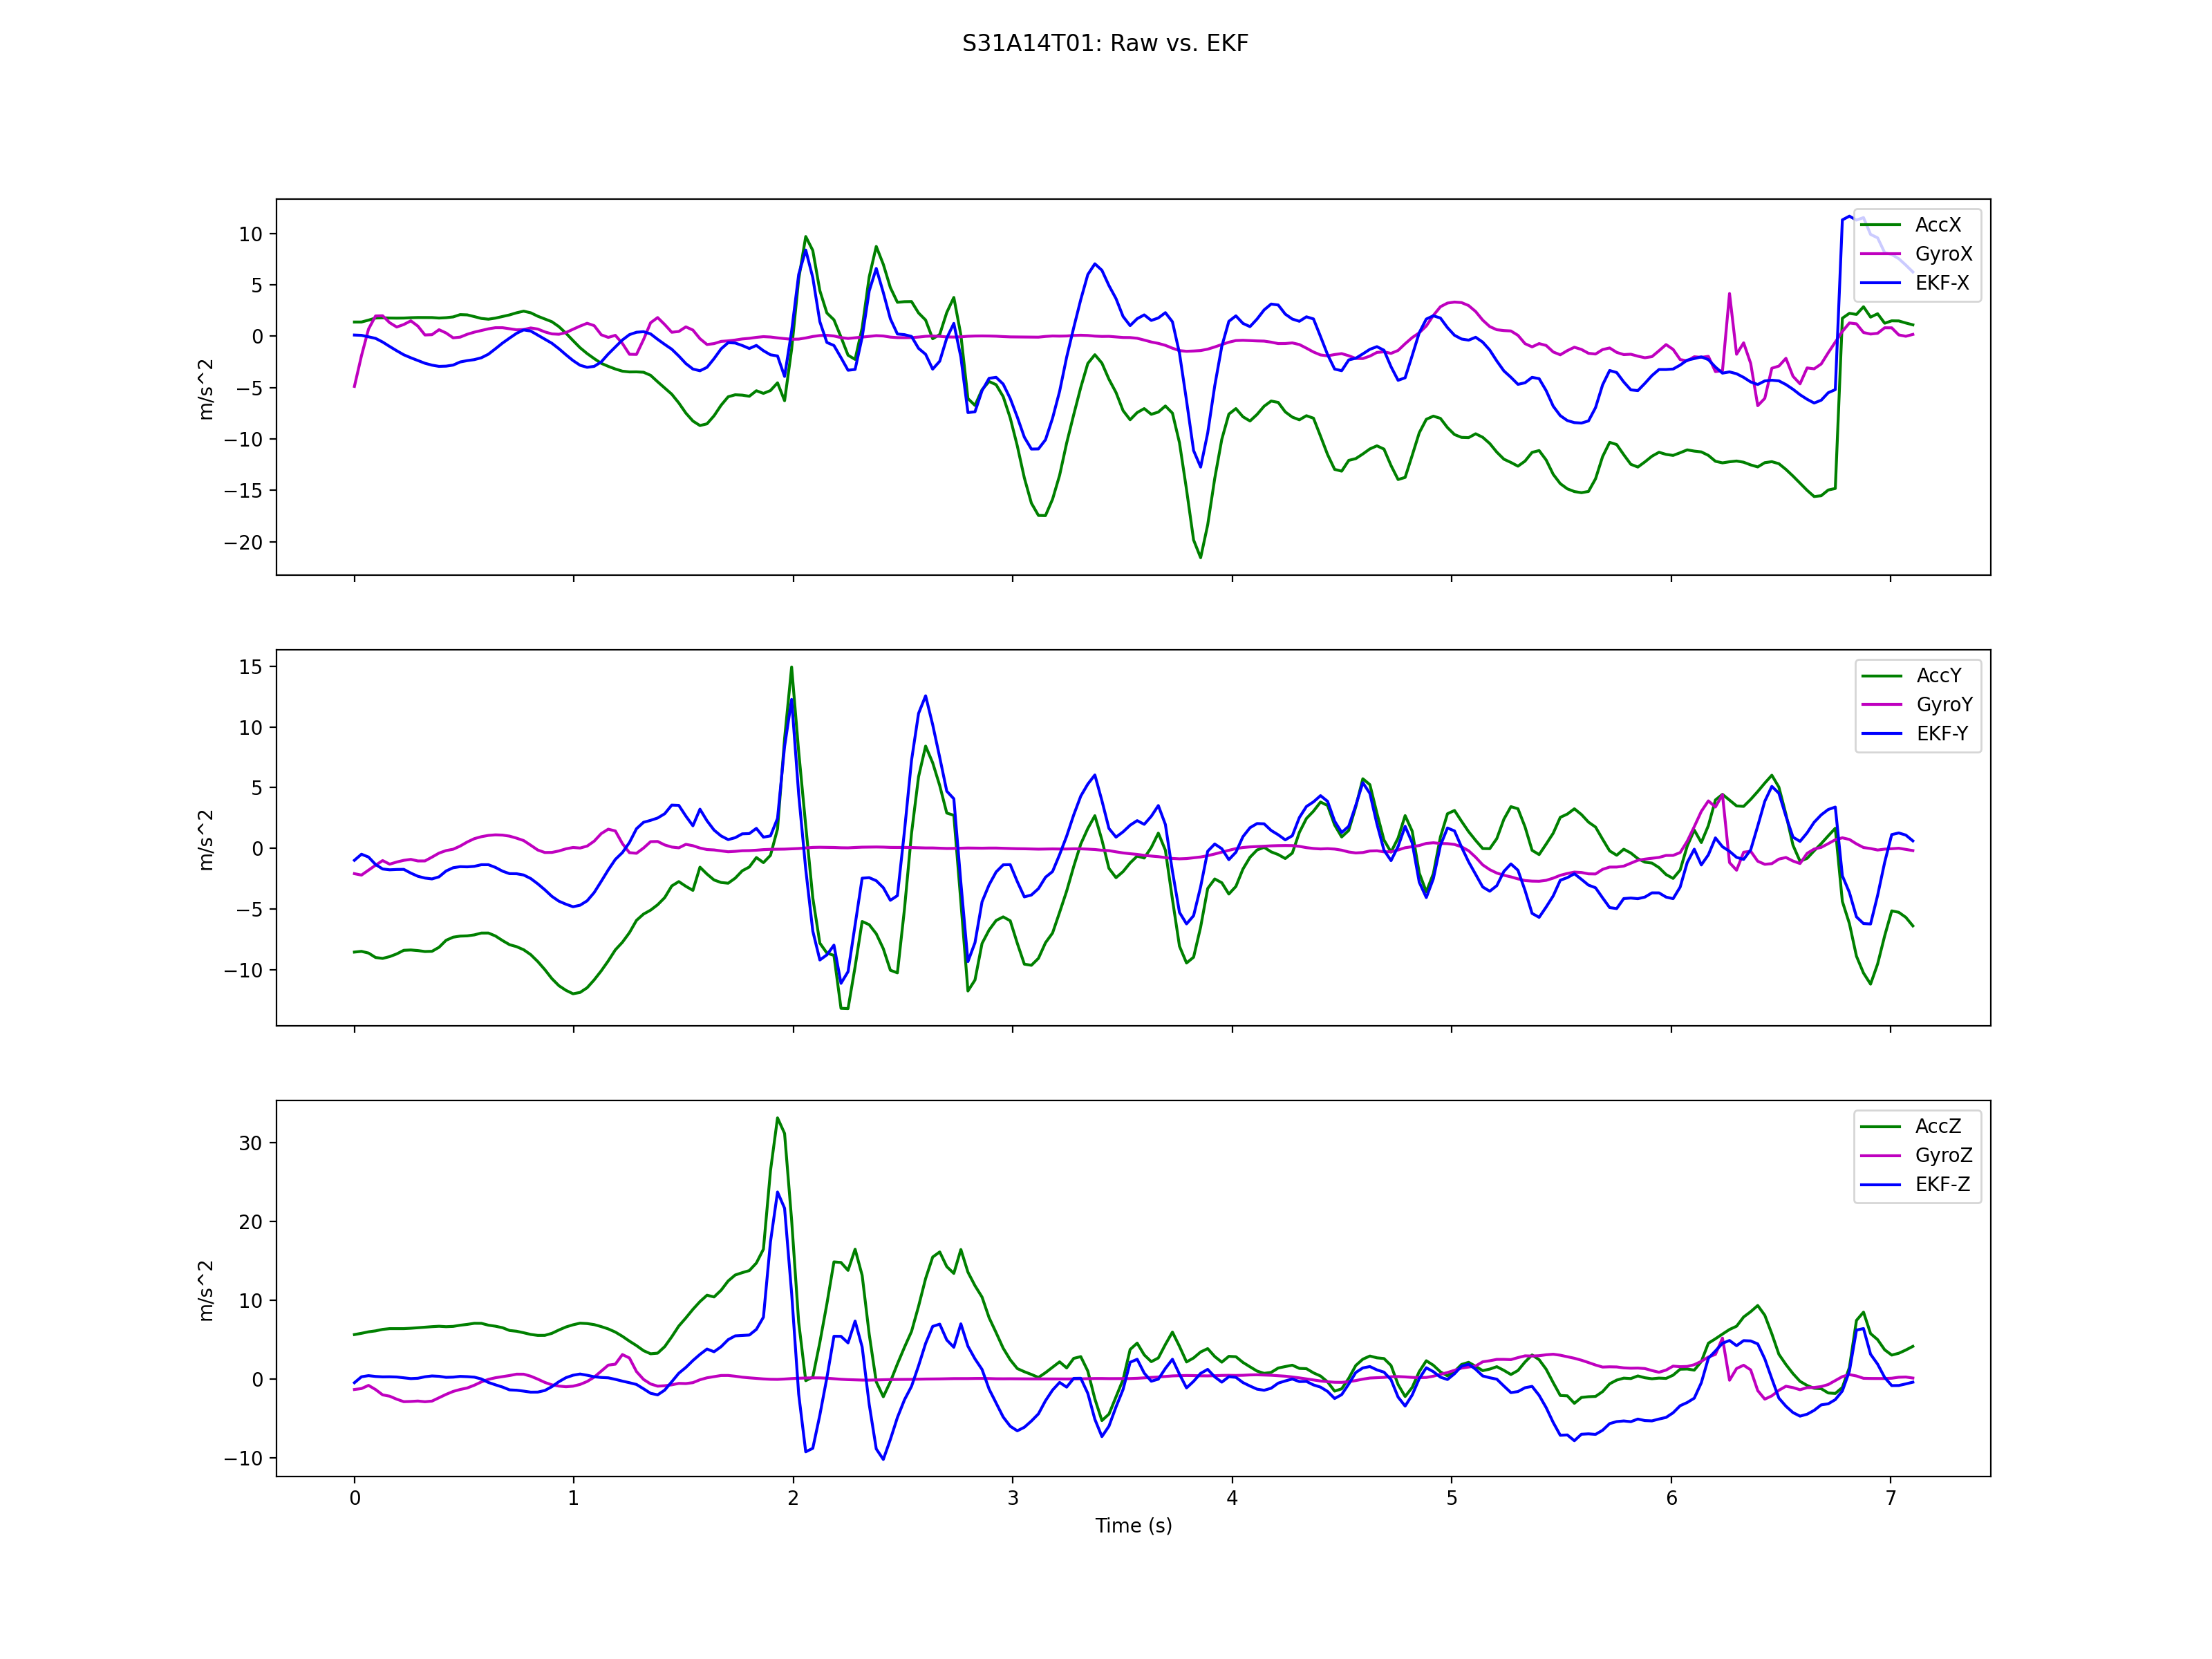 S31A14T01: Raw vs. EKF
10
5
0
−5
−10
−15
−20
m/s^2
AccX
GyroX
EKF-X
15
10
5
0
−5
−10
m/s^2
AccY
GyroY
EKF-Y
30
20
10
0
−10
m/s^2
AccZ
GyroZ
EKF-Z
0 1 2 3 4 5 6 7
Time (s)